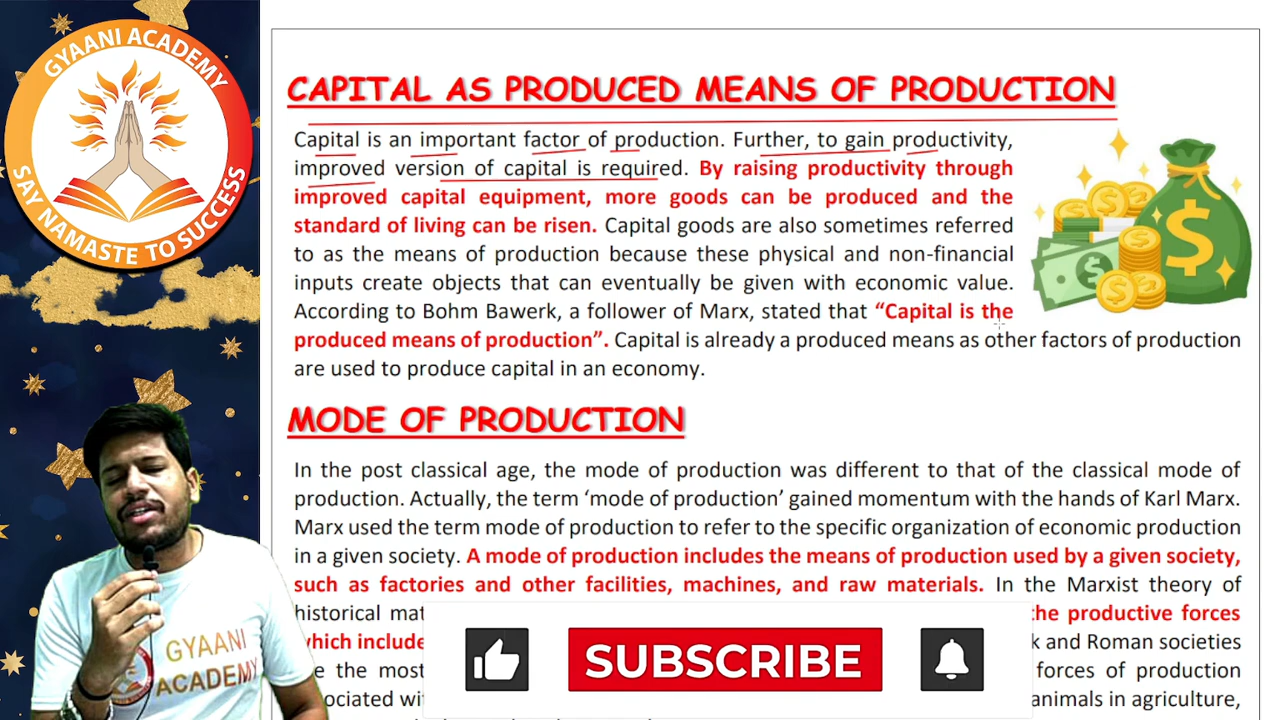 GYAANI ACADEMY
SAY NAMASTE TO SUCCESS
CAPITAL AS PRODUCED MEANS OF PRODUCTION
Capital is an important factor of production. Further, to gain productivity,
improved version of capital is required. By raising productivity through
improved capital equipment, more goods can be produced and the
standard of living can be risen. Capital goods are also sometimes referred
to as the means of production because these physical and non-financial
inputs create objects that can eventually be given with economic value.
According to Bohm Bawerk, a follower of Marx, stated that “Capital is the
produced means of production”. Capital is already a produced means as other factors of production
are used to produce capital in an economy.
MODE OF PRODUCTION
In the post classical age, the mode of production was different to that of the classical mode of
production. Actually, the term ‘mode of production’ gained momentum with the hands of Karl Marx.
Marx used the term mode of production to refer to the specific organization of economic production
in a given society. A mode of production includes the means of production used by a given society,
such as factories and other facilities, machines, and raw materials. In the Marxist theory of
historical the productive forces
which and Roman societies
the most forces of production
animals in agriculture,
SUBSCRIBE
GYAANI
ACADEMY